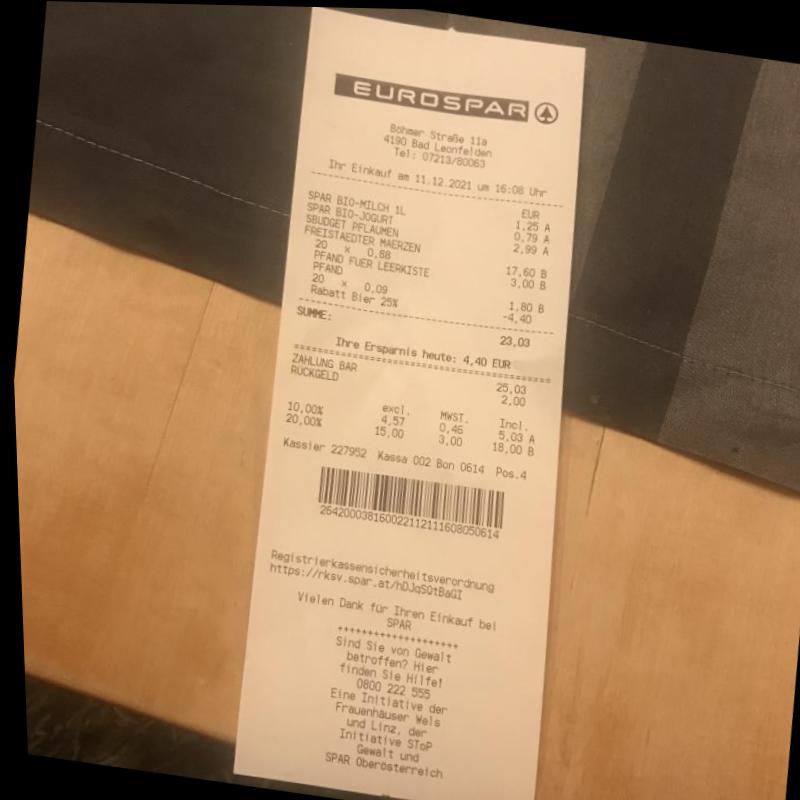 EUROSPAR
Böhmer Straße 11a
4190 Bad Leonfelden
Tel: 07213/80063
Ihr Einkauf am 11.12.2021 um 16:08 Uhr
EUR
SPAR BIO-MILCH 1L 1,25 A
SPAR BIO-JOGURT 0,79 A
SBUDGET PFLAUMEN 2,99 A
FREISTAEDTER MAERZEN
20 x 0,88 17,60 B
PFAND FUER LEERKISTE 3,00 B
PFAND
20 x 0,09 1,80 B
Rabatt Bier 25% -4,40
SUMME: 23,03
Ihre Ersparnis heute: 4,40 EUR
ZAHLUNG BAR 25,03
RÜCKGELD 2,00
excl. MWST. Incl.
10,00% 4,57 0,46 5,03 A
20,00% 15,00 3,00 18,00 B
Kassier 227952 Kassa 002 Bon 0614 Pos.4
26420003816002211211160805​0614
Registrierkassensicherheitsverordnung
https://rksv.spar.at/hDJqSOtBaGI
Vielen Dank für Ihren Einkauf bei
SPAR
++++++++++++++++++++
Sind Sie von Gewalt
betroffen? Hier
finden Sie Hilfe!
0800 222 555
Eine Initiative der
Frauenhäuser Wels
und Linz, der
Initiative SToP
Gewalt und
SPAR Oberösterreich